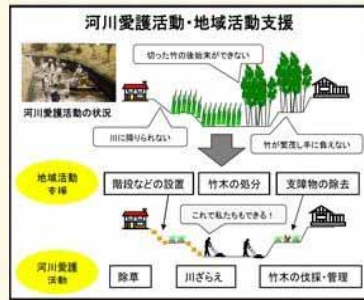 河川愛護活動・地域活動支援
切った竹の後始末ができない
河川愛護活動の状況
川に降りられない
竹が繁茂し手に負えない
地域活動
支援
階段などの設置
竹木の処分
支障物の除去
これで私たちもできる！
河川愛護
活動
除草
川ざらえ
竹木の伐採・管理